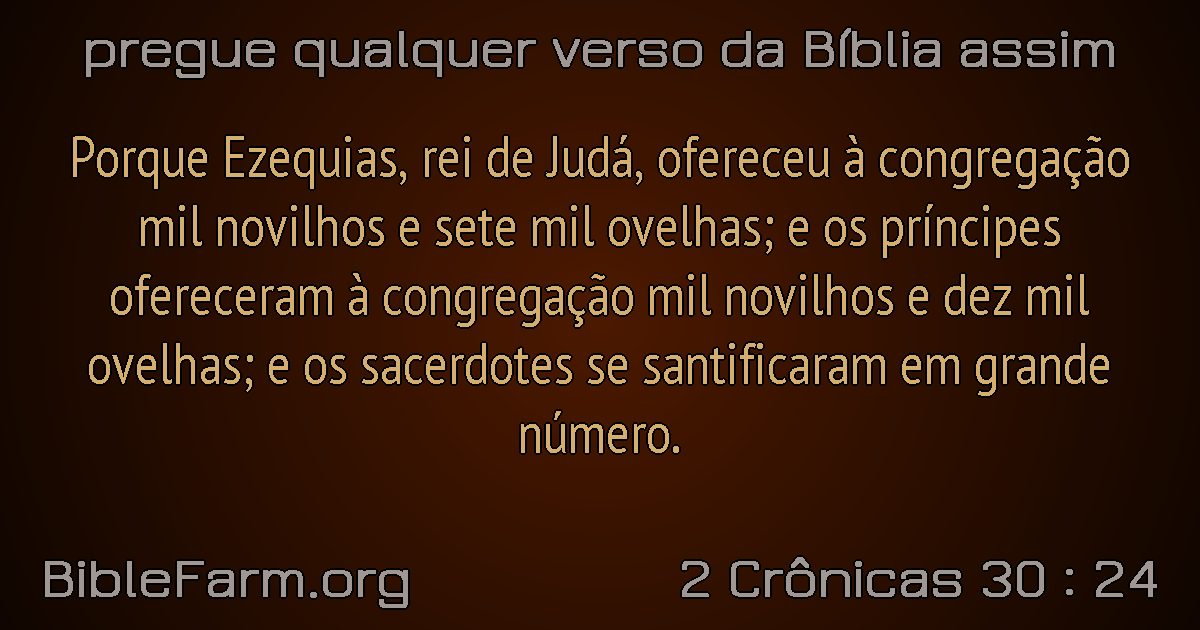 pregue qualquer verso da Bíblia assim
Porque Ezequias, rei de Judá, ofereceu à congregação
mil novilhos e sete mil ovelhas; e os príncipes
ofereceram à congregação mil novilhos e dez mil
ovelhas; e os sacerdotes se santificaram em grande
número.
BibleFarm.org
2 Crônicas 30 : 24